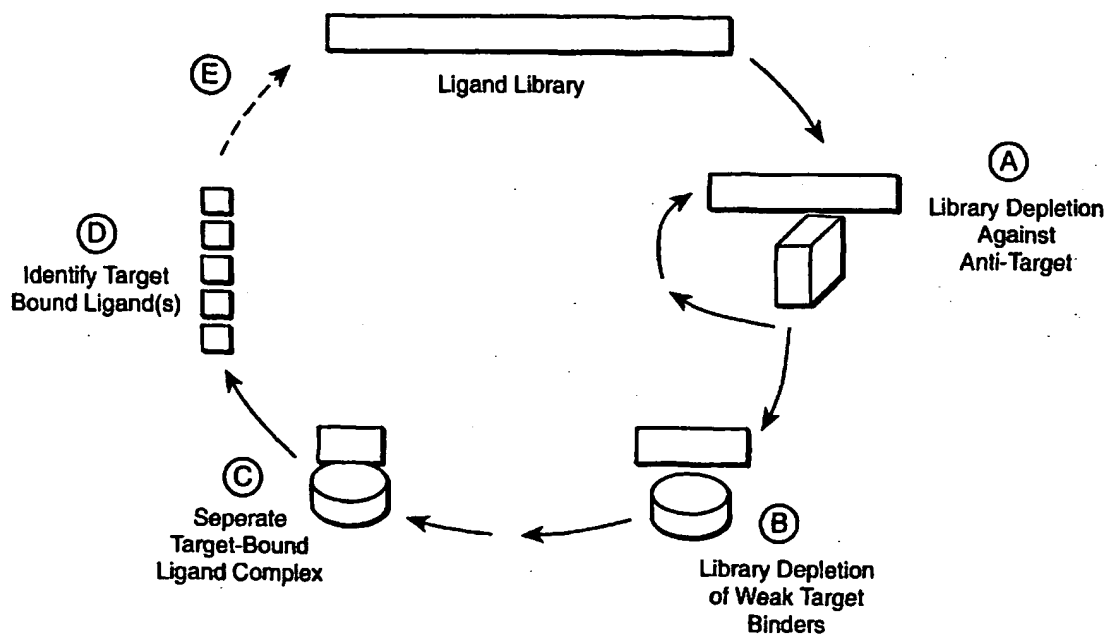 Ligand Library
A
Library Depletion
Against
Anti-Target
B
Library Depletion
of Weak Target
Binders
C
Seperate
Target-Bound
Ligand Complex
D
Identify Target
Bound Ligand(s)
E